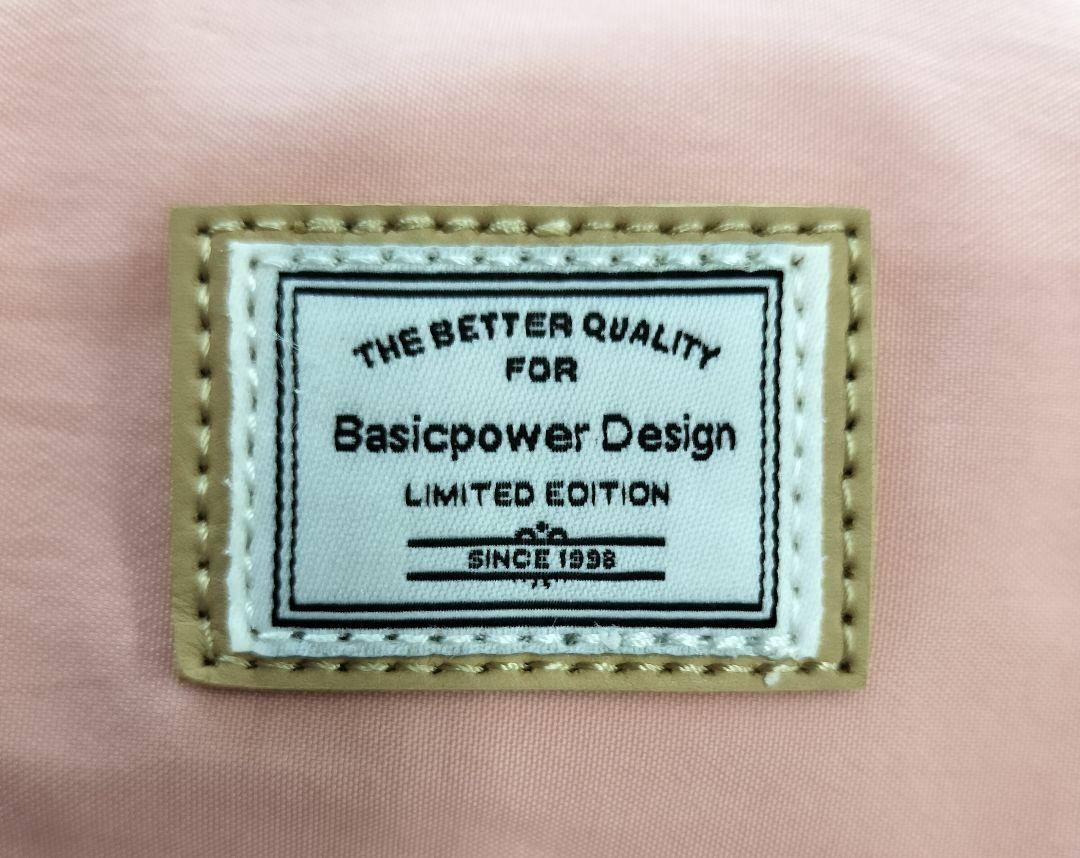 THE BETTER QUALITY
FOR
Basicpower Design
LIMITED EDITION
SINCE 1998